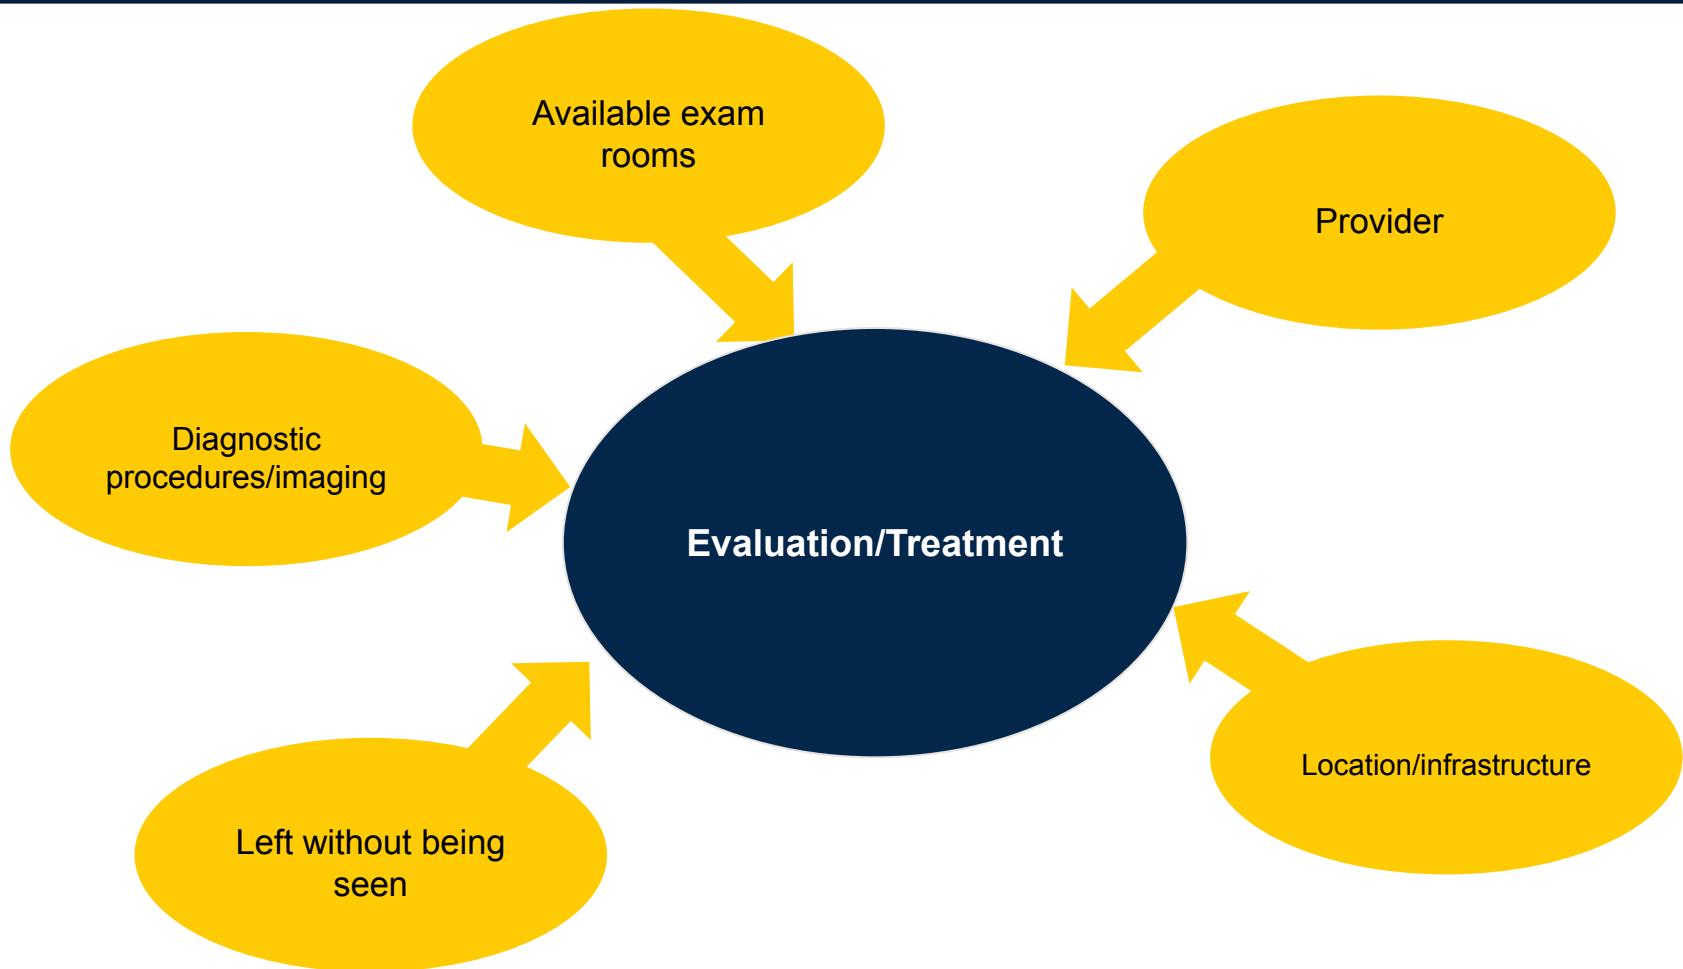 Available exam
rooms
Provider
Diagnostic
procedures/imaging
Evaluation/Treatment
Location/infrastructure
Left without being
seen